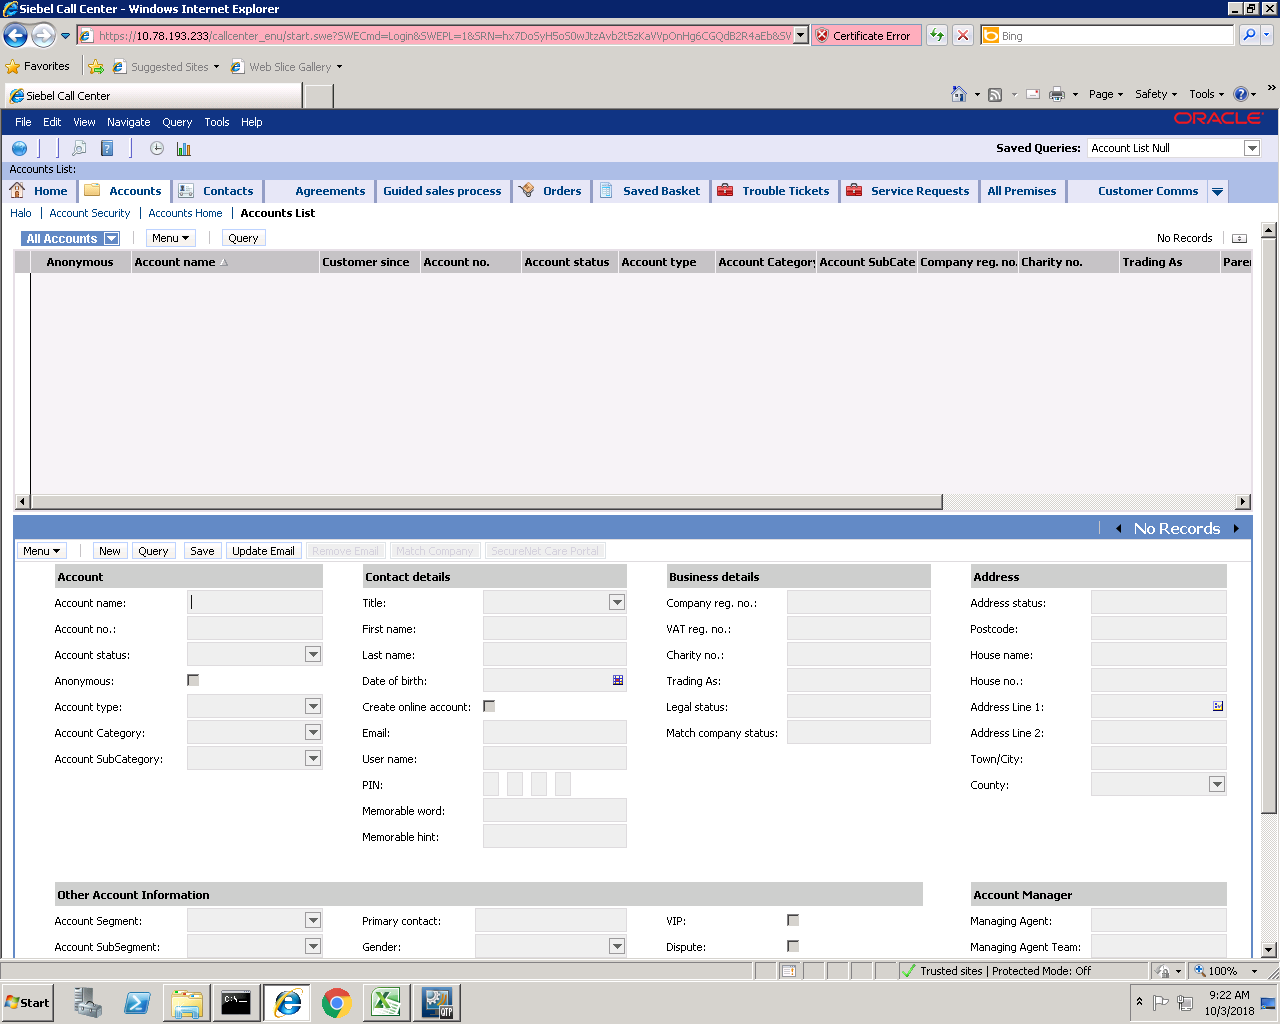 Siebel Call Center - Windows Internet Explorer
https://10.78.193.233/callcenter_enu/start.swe?SWECmd=Login&SWEPL=1&SRN=
Certificate Error
Bing
Favorites
Suggested Sites
Web Slice Gallery
Siebel Call Center
Page
Safety
Tools
File Edit View Navigate Query Tools Help
ORACLE
Saved Queries:
Account List Null
Accounts List:
Home
Accounts
Contacts
Agreements
Guided sales process
Orders
Saved Basket
Trouble Tickets
Service Requests
All Premises
Customer Comms
Halo | Account Security | Accounts Home | Accounts List
All Accounts
Menu
Query
No Records
Anonymous
Account name
Customer since
Account no.
Account status
Account type
Account Category
Account SubCate
Company reg. no.
Charity no.
Trading As
Pare
No Records
Menu
New
Query
Save
Update Email
Remove Email
Match Company
SecureNet Care Portal
Account
Contact details
Business details
Address
Account name:
Title:
Company reg. no.:
Address status:
Account no.:
First name:
VAT reg. no.:
Postcode:
Account status:
Last name:
Charity no.:
House name:
Anonymous:
Date of birth:
Trading As:
House no.:
Account type:
Create online account:
Legal status:
Address Line 1:
Account Category:
Email:
Match company status:
Address Line 2:
Account SubCategory:
User name:
Town/City:
PIN:
County:
Memorable word:
Memorable hint:
Other Account Information
Account Manager
Account Segment:
Primary contact:
VIP:
Managing Agent:
Account SubSegment:
Gender:
Dispute:
Managing Agent Team:
Trusted sites | Protected Mode: Off
100%
Start
C:\
QTP
9:22 AM
10/3/2018